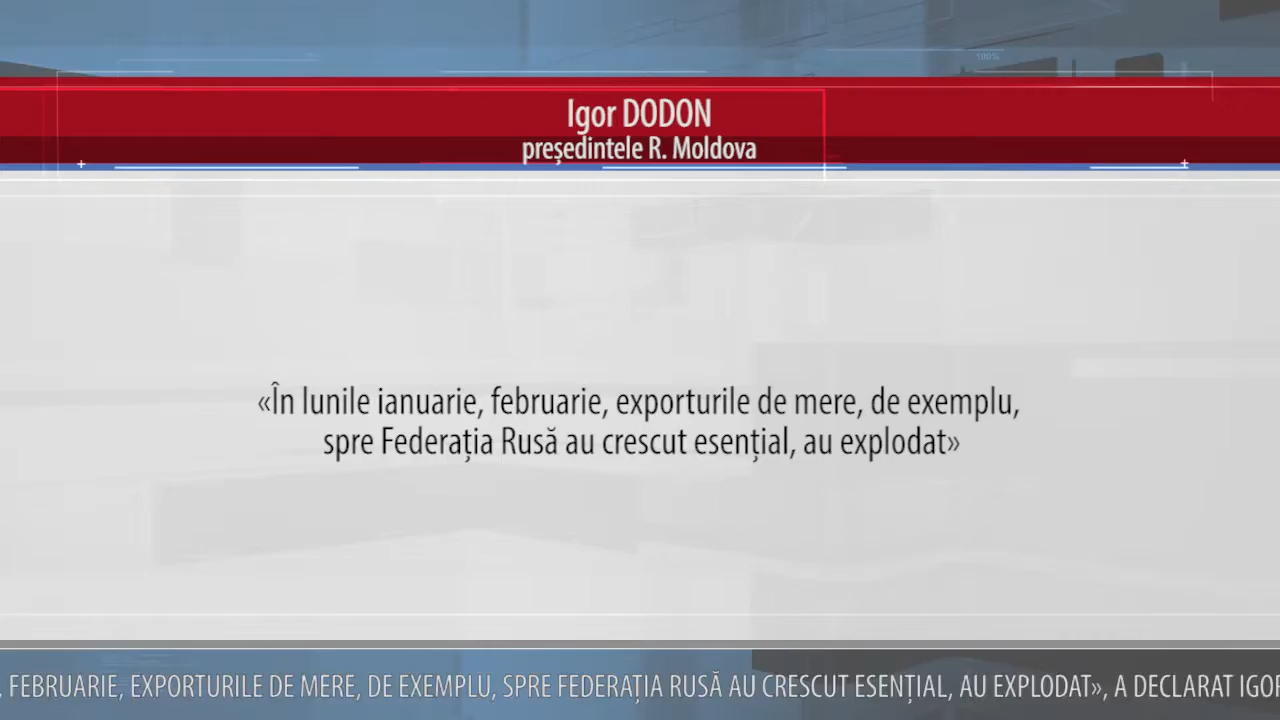 100%
Igor DODON
președintele R. Moldova
«În lunile ianuarie, februarie, exporturile de mere, de exemplu,
spre Federația Rusă au crescut esențial, au explodat»
, FEBRUARIE, EXPORTURILE DE MERE, DE EXEMPLU, SPRE FEDERAȚIA RUSĂ AU CRESCUT ESENȚIAL, AU EXPLODAT», A DECLARAT IGOR